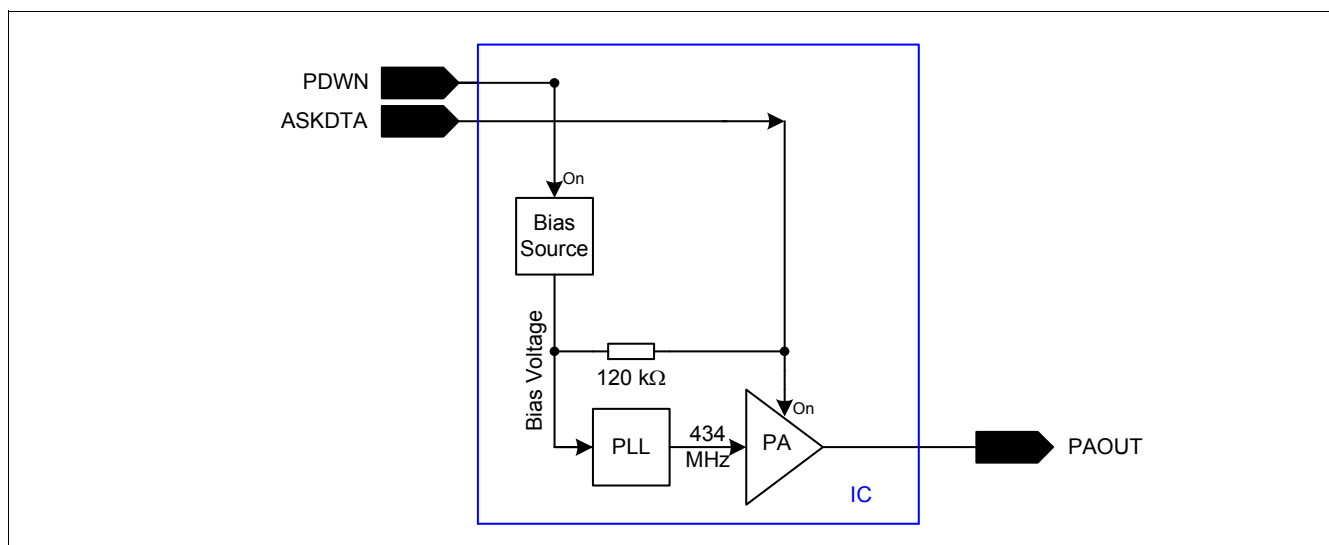 PDWN
ASKDTA
On
Bias
Source
Bias Voltage
120 kΩ
On
PLL
434
MHz
PA
PAOUT
IC